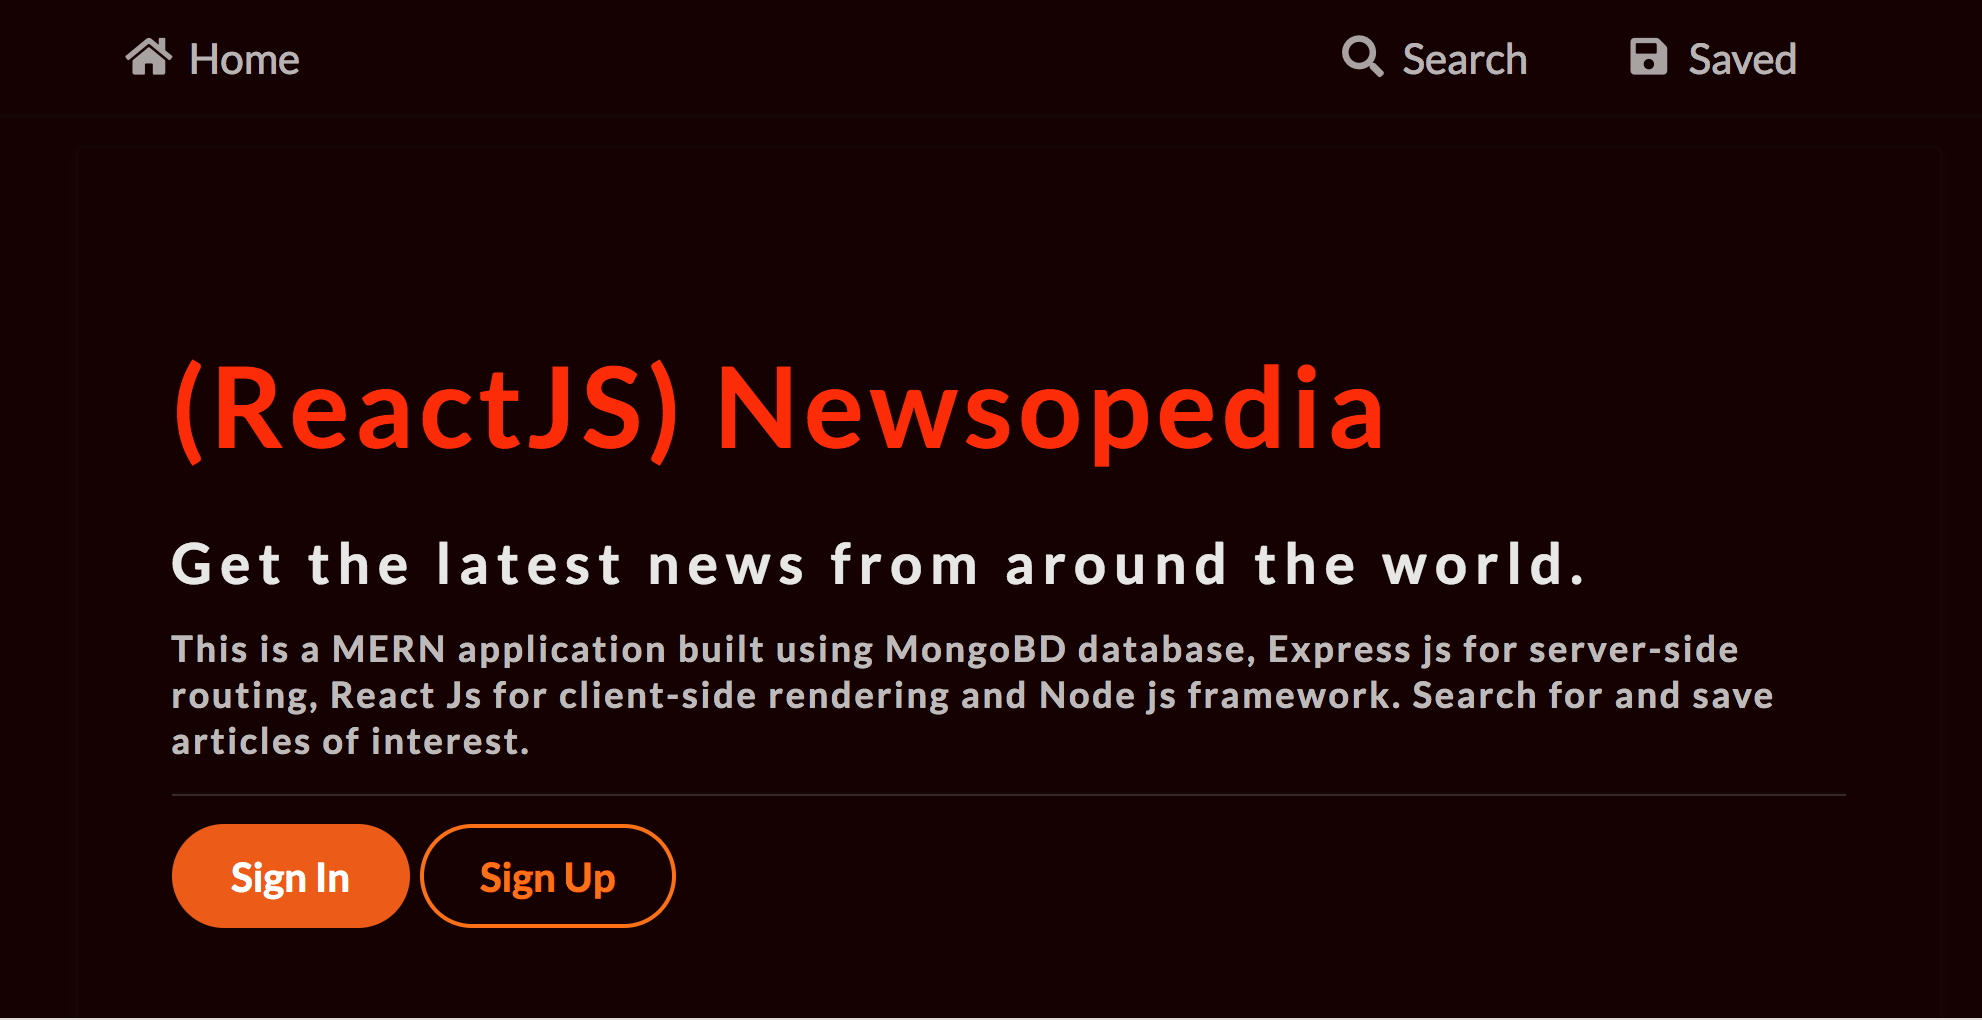 Home
Search
Saved
(ReactJS) Newsopedia
Get the latest news from around the world.
This is a MERN application built using MongoBD database, Express js for server-side
routing, React Js for client-side rendering and Node js framework. Search for and save
articles of interest.
Sign In
Sign Up